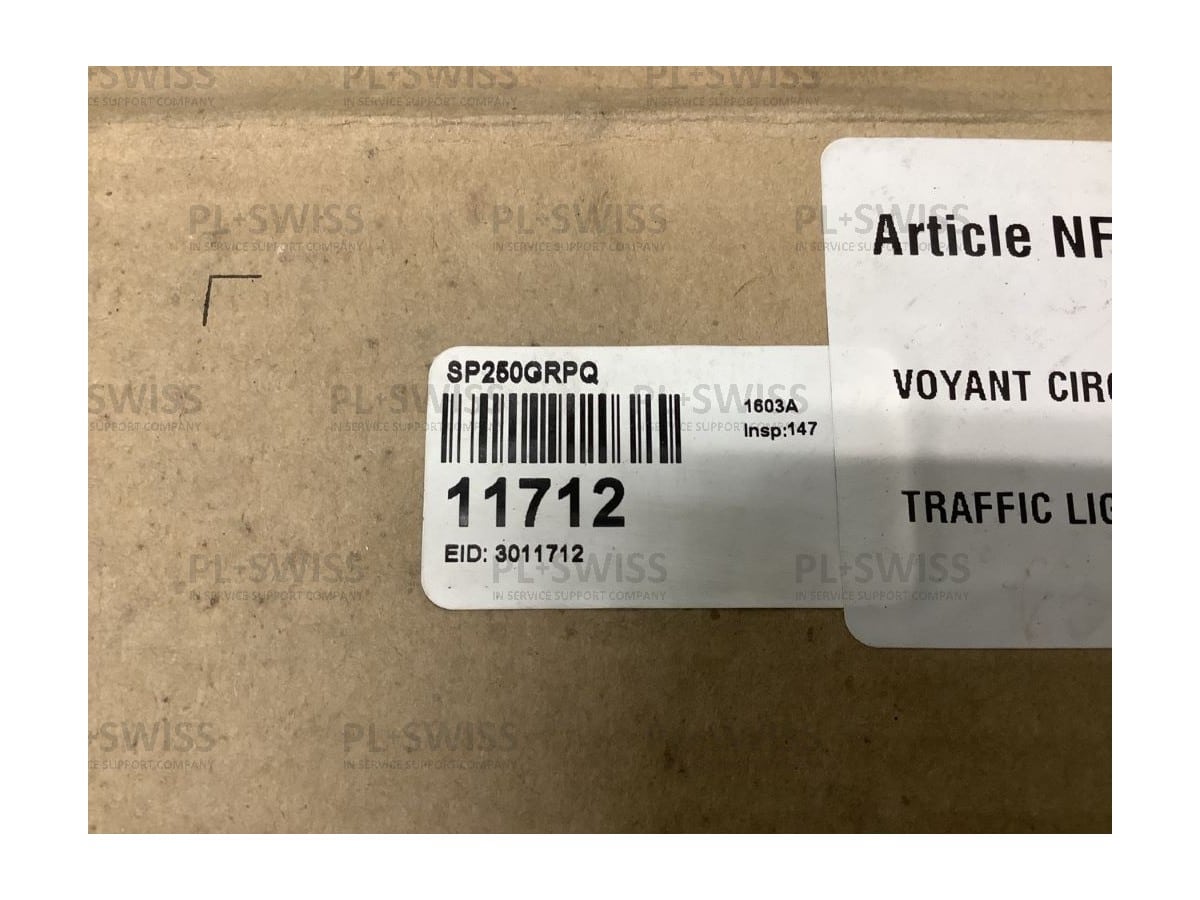 PL+SWISS
IN SERVICE SUPPORT COMPANY
Article NF
VOYANT CIRC
TRAFFIC LIG
SP250GRPQ
1603A
Insp:147
11712
EID: 3011712